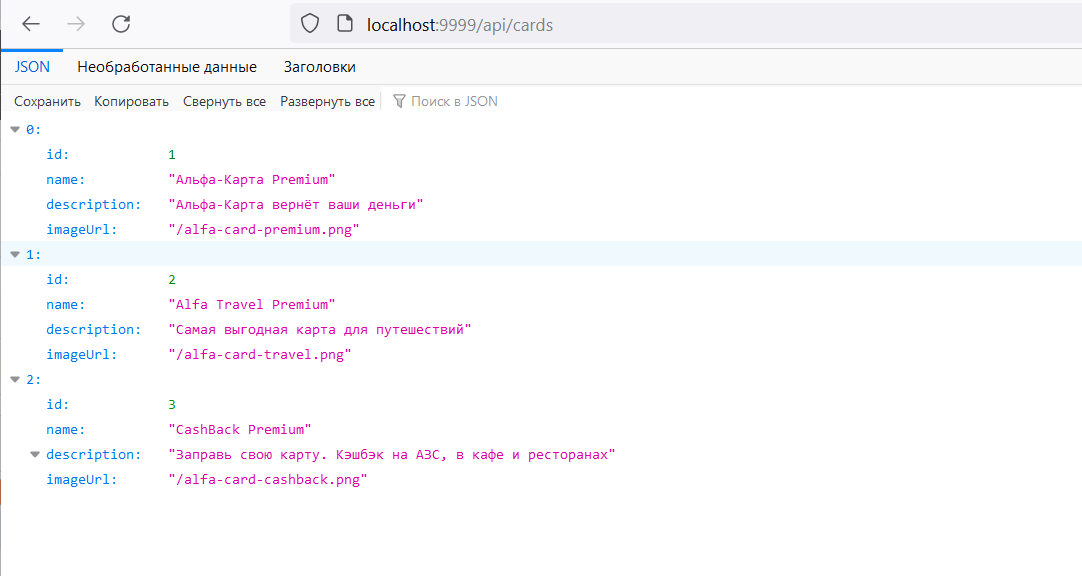 localhost:9999/api/cards
JSON Необработанные данные Заголовки
Сохранить Копировать Свернуть все Развернуть все Поиск в JSON
0:
id: 1
name: "Альфа-Карта Premium"
description: "Альфа-Карта вернёт ваши деньги"
imageUrl: "/alfa-card-premium.png"
1:
id: 2
name: "Alfa Travel Premium"
description: "Самая выгодная карта для путешествий"
imageUrl: "/alfa-card-travel.png"
2:
id: 3
name: "CashBack Premium"
description: "Заправь свою карту. Кэшбэк на АЗС, в кафе и ресторанах"
imageUrl: "/alfa-card-cashback.png"